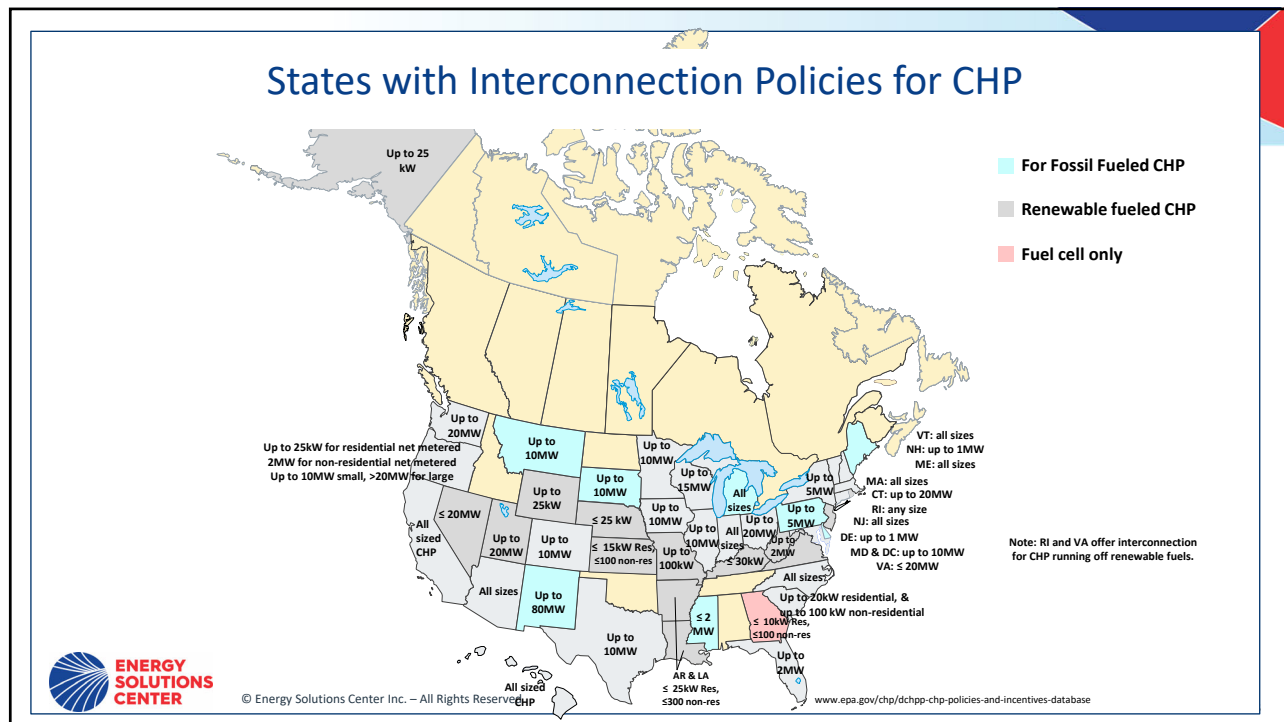 States with Interconnection Policies for CHP
For Fossil Fueled CHP
Renewable fueled CHP
Fuel cell only
Up to 25
kW
Up to
20MW
Up to 25kW for residential net metered
2MW for non-residential net metered
Up to 10MW small, >20MW for large
Up to
10MW
Up to
10MW
Up to
25kW
≤ 25 kW
≤ 20MW
Up to
20MW
Up to
10MW
≤ 15kW Res,
≤100 non-res
All
sized
CHP
All sizes
Up to
80MW
Up to
10MW
Up to
10MW
Up to
15MW
Up to
10MW
Up to
10MW
Up to
100kW
All
sizes
All
sizes
Up to
20MW
Up to
2MW
≤ 30kW
Up to
5MW
Up to
5MW
VT: all sizes
NH: up to 1MW
ME: all sizes
MA: all sizes
CT: up to 20MW
RI: any size
NJ: all sizes
DE: up to 1 MW
MD & DC: up to 10MW
VA: ≤ 20MW
Note: RI and VA offer interconnection
for CHP running off renewable fuels.
All sizes
Up to 20kW residential, &
up to 100 kW non-residential
≤ 2
MW
≤ 10kW Res,
≤100 non-res
Up to
2MW
AR & LA
≤ 25kW Res,
≤300 non-res
All sized
CHP
ENERGY
SOLUTIONS
CENTER
© Energy Solutions Center Inc. – All Rights Reserved
www.epa.gov/chp/dchpp-chp-policies-and-incentives-database